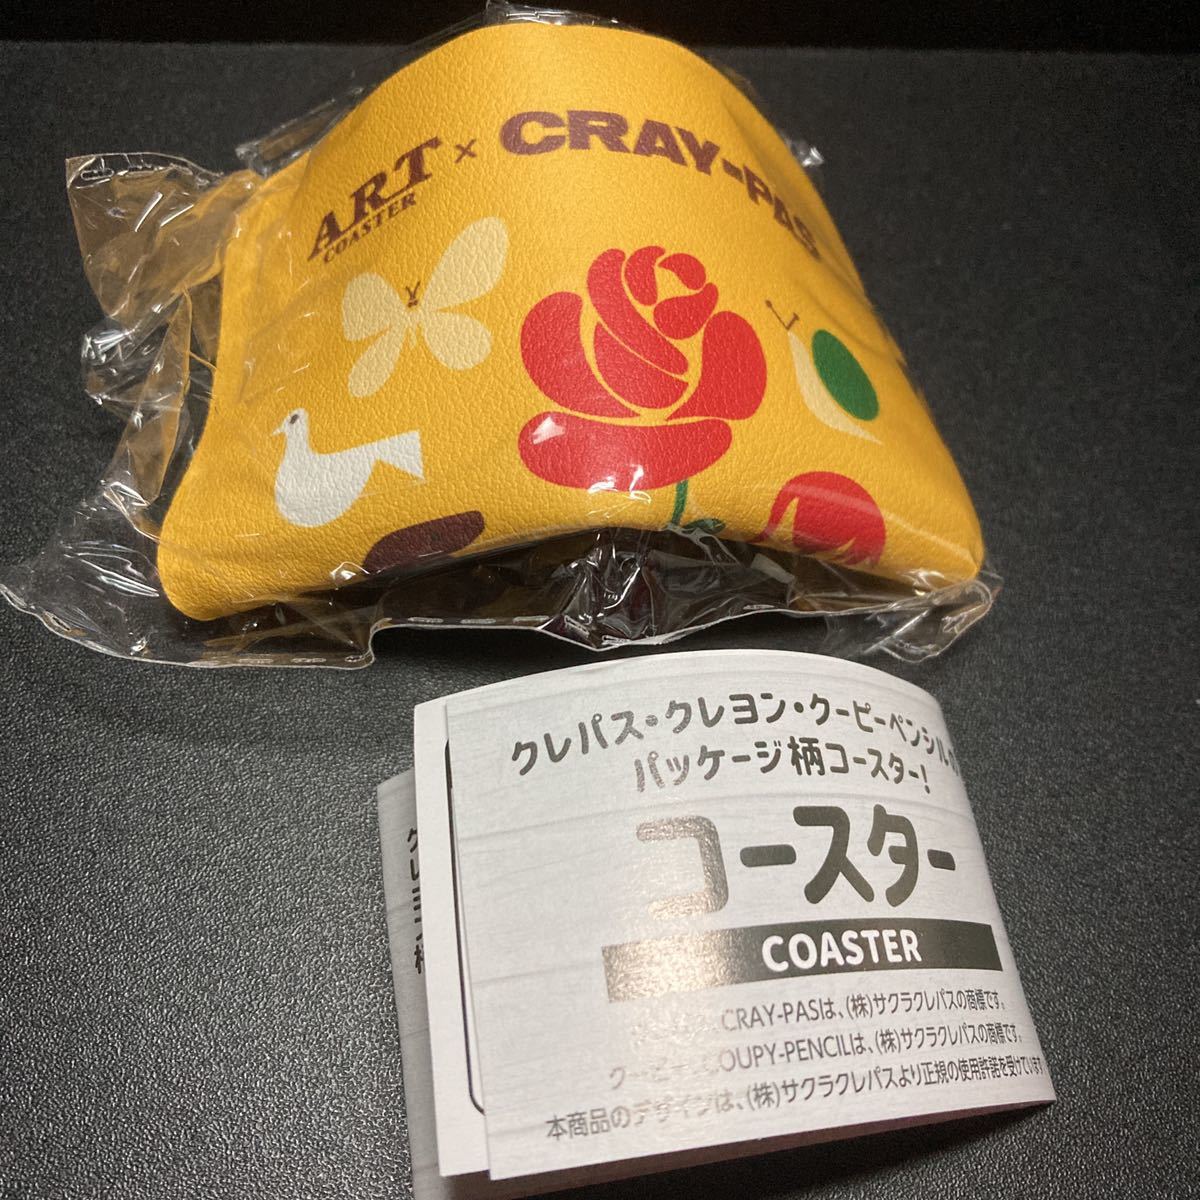 ART × CRAY-PAS
COASTER
クレパス・クレヨン・クーピーペンシルの
パッケージ柄コースター!
コースター
COASTER
CRAY-PASは、(株)サクラクレパスの商標です。
COUPY-PENCILは、(株)サクラクレパスの商標です。
本商品のデザインは、(株)サクラクレパスより正規の使用許諾を受けています
クレヨン柄